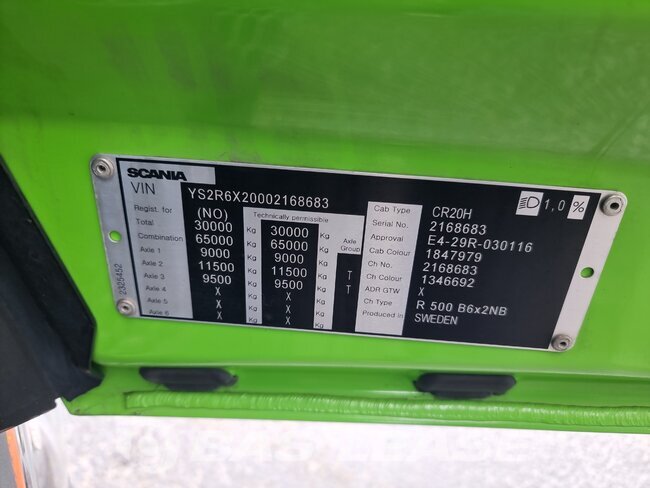 SCANIA
VIN YS2R6X20002168683
Regist. for (NO) Technically permissible
Total 30000 Kg 30000 Kg
Combination 65000 Kg 65000 Kg Axle Group
Axle 1 9000 Kg 9000 Kg
Axle 2 11500 Kg 11500 Kg T
Axle 3 9500 Kg 9500 Kg T
Axle 4 X Kg X Kg
Axle 5 X Kg X Kg
Axle 6 X Kg X Kg
Cab Type CR20H 1,0 %
Serial No. 2168683
Approval E4-29R-030116
Cab Colour 1847979
Ch No. 2168683
Ch Colour 1346692
ADR GTW X
Ch Type R 500 B6x2NB
Produced in SWEDEN
2325452
BAS LEASE